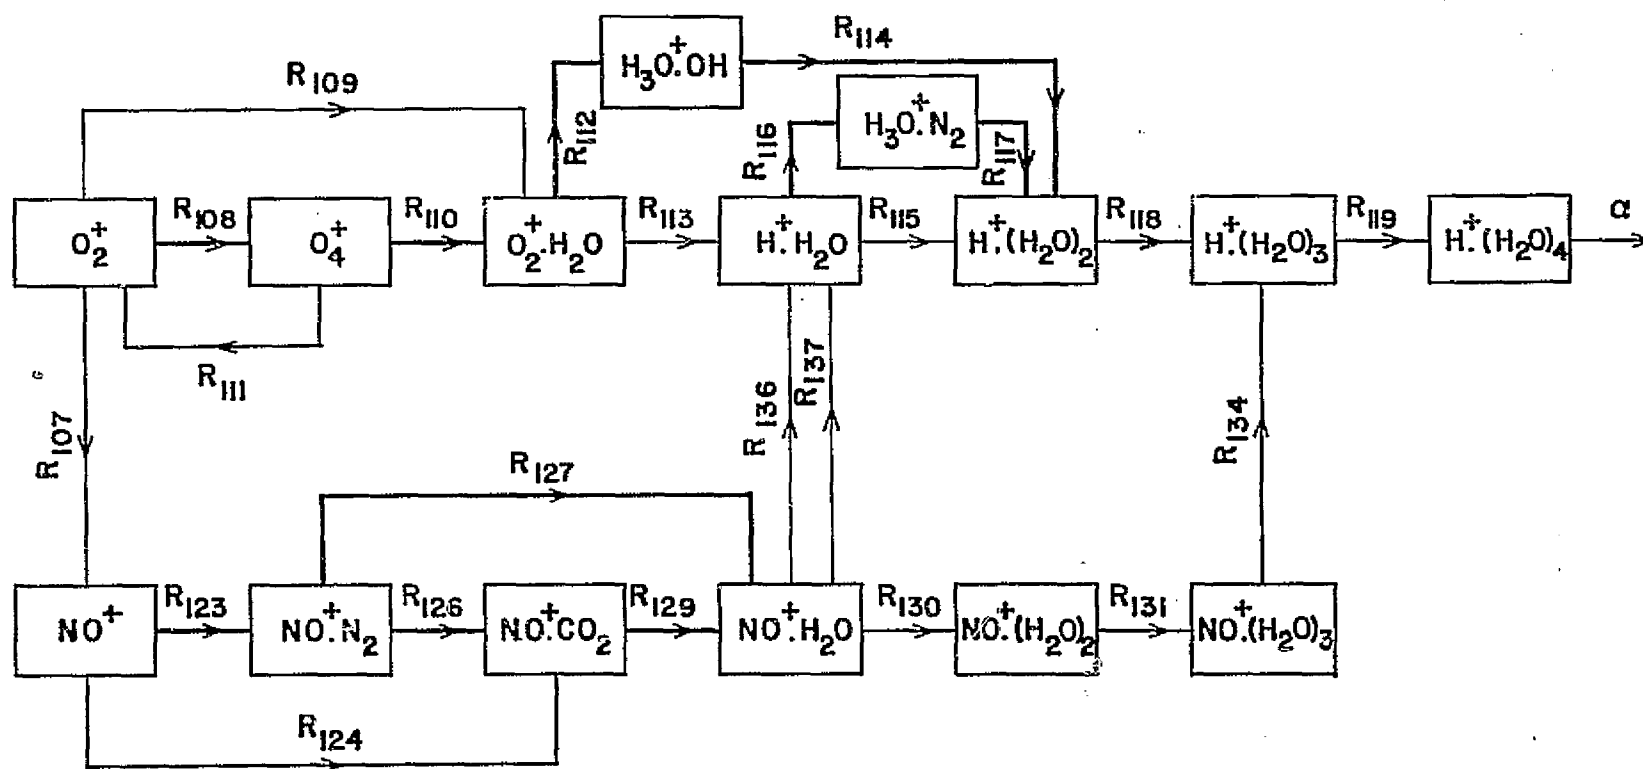 R114
H3O⁺.OH
R109
R112
R116
H3O⁺.N2
R117
O2⁺
R108
O4⁺
R110
O2⁺.H2O
R113
H⁺.H2O
R115
H⁺.(H2O)2
R118
H⁺.(H2O)3
R119
H⁺.(H2O)4
α
R111
R107
R136
R137
R134
R127
NO⁺
R123
NO⁺.N2
R126
NO⁺.CO2
R129
NO⁺.H2O
R130
NO⁺.(H2O)2
R131
NO⁺.(H2O)3
R124